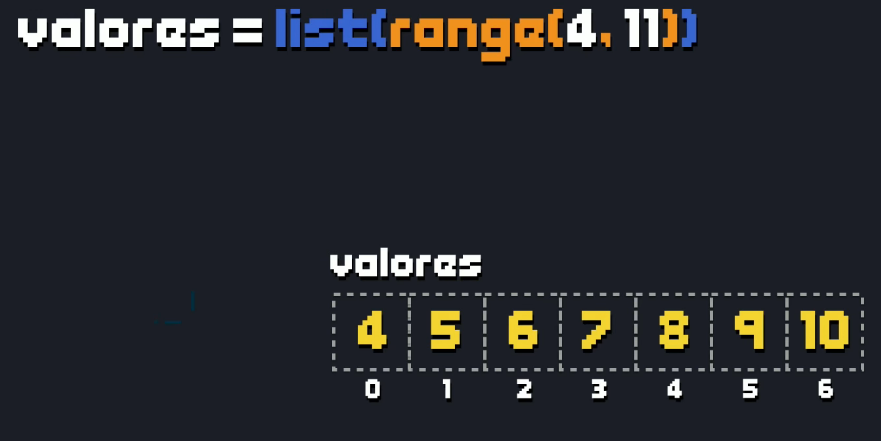 valores = list(range(4, 11))
valores
4 5 6 7 8 9 10
0 1 2 3 4 5 6